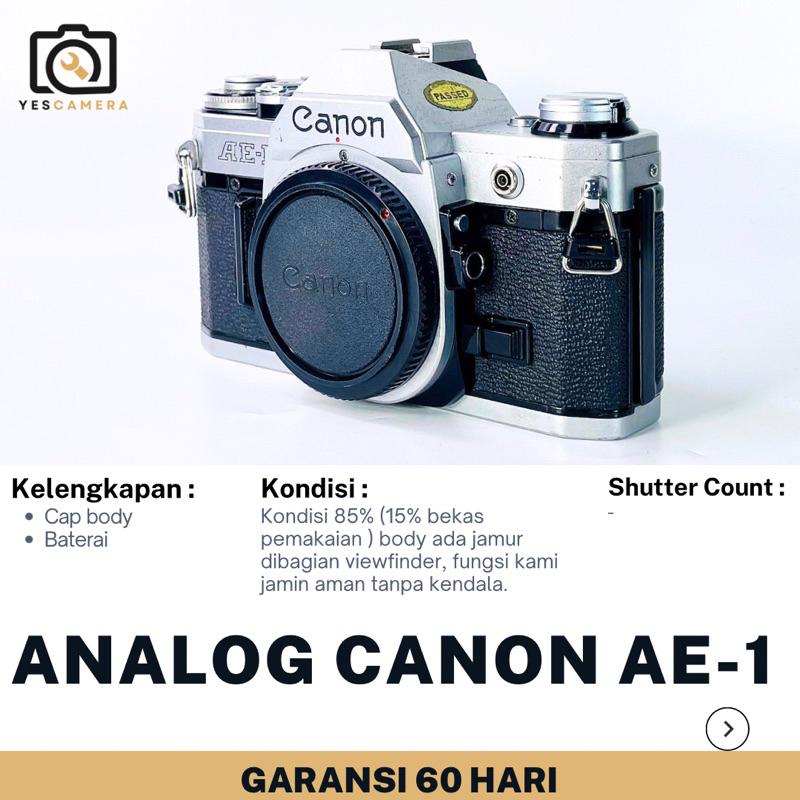 YESCAMERA
PASSED
Canon
AE-1
Canon
Kelengkapan :
• Cap body
• Baterai
Kondisi :
Kondisi 85% (15% bekas
pemakaian ) body ada jamur
dibagian viewfinder, fungsi kami
jamin aman tanpa kendala.
Shutter Count :
-
ANALOG CANON AE-1
GARANSI 60 HARI